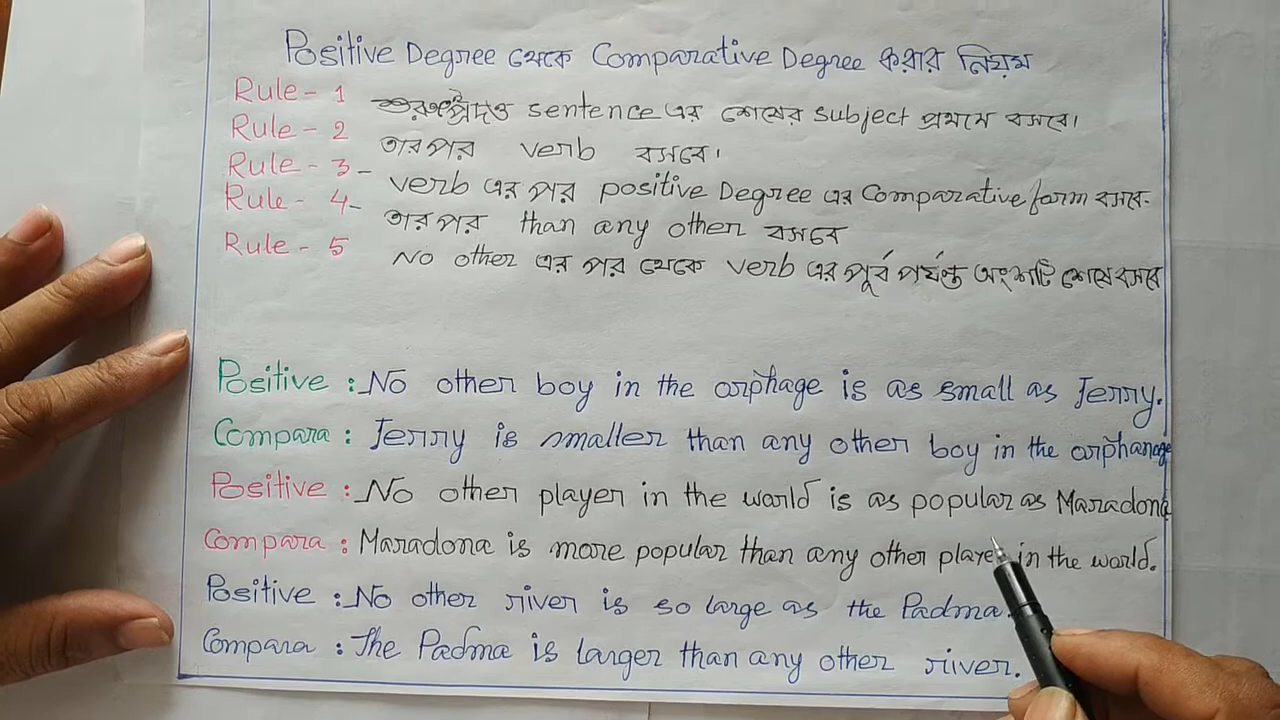 Positive Degree থেকে Comparative Degree করার নিয়ম
Rule - 1 প্রদত্ত sentence এর শেষের subject প্রথমে বসবে।
Rule - 2 তারপর verb বসবে।
Rule - 3 - verb এর পর positive Degree এর Comparative form বসবে-
Rule - 4 - তারপর than any other বসবে
Rule - 5 No other এর পর থেকে verb এর পূর্ব পর্যন্ত অংশটি শেষে বসবে
Positive : No other boy in the orphage is as small as Jerry.
Compara : Jerry is smaller than any other boy in the orphanage
Positive : No other player in the world is as popular as Maradona
Compara : Maradona is more popular than any other player in the world.
Positive : No other river is so large as the Padma.
Compara : The Padma is larger than any other river.